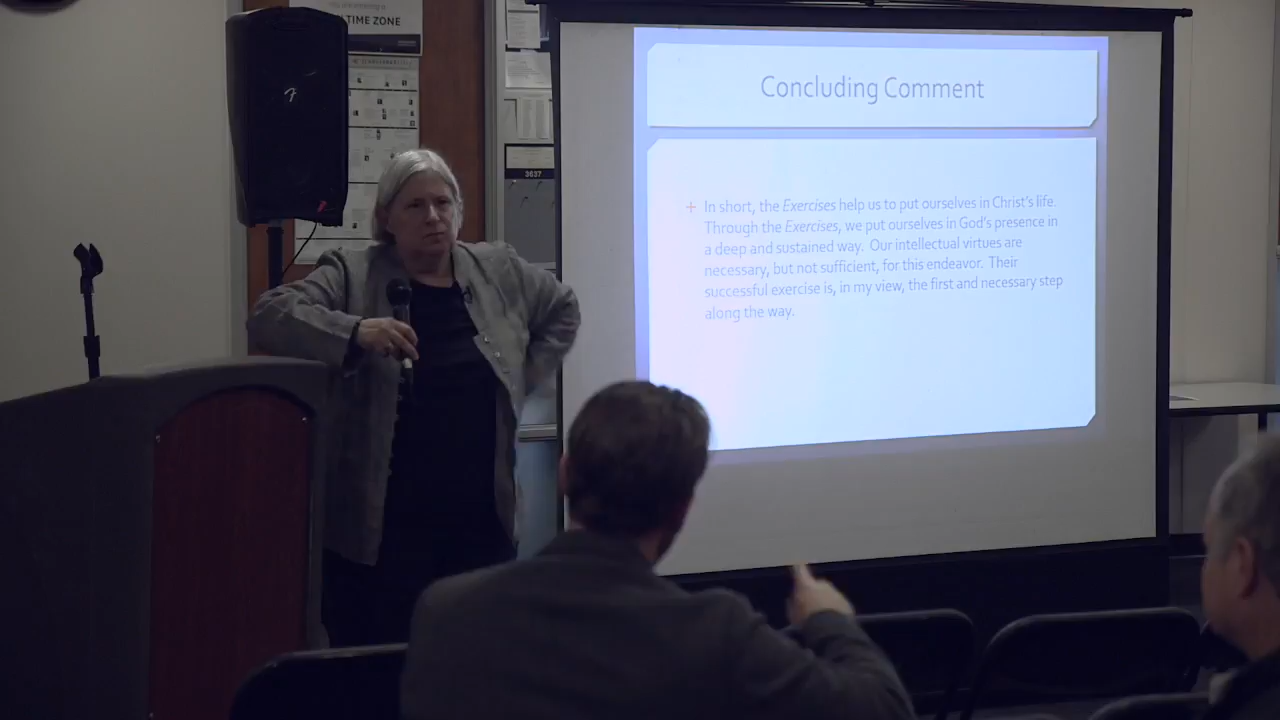 TIME ZONE
3637
Concluding Comment
In short, the Exercises help us to put ourselves in Christ's life.
Through the Exercises, we put ourselves in God's presence in
a deep and sustained way. Our intellectual virtues are
necessary, but not sufficient, for this endeavor. Their
successful exercise is, in my view, the first and necessary step
along the way.